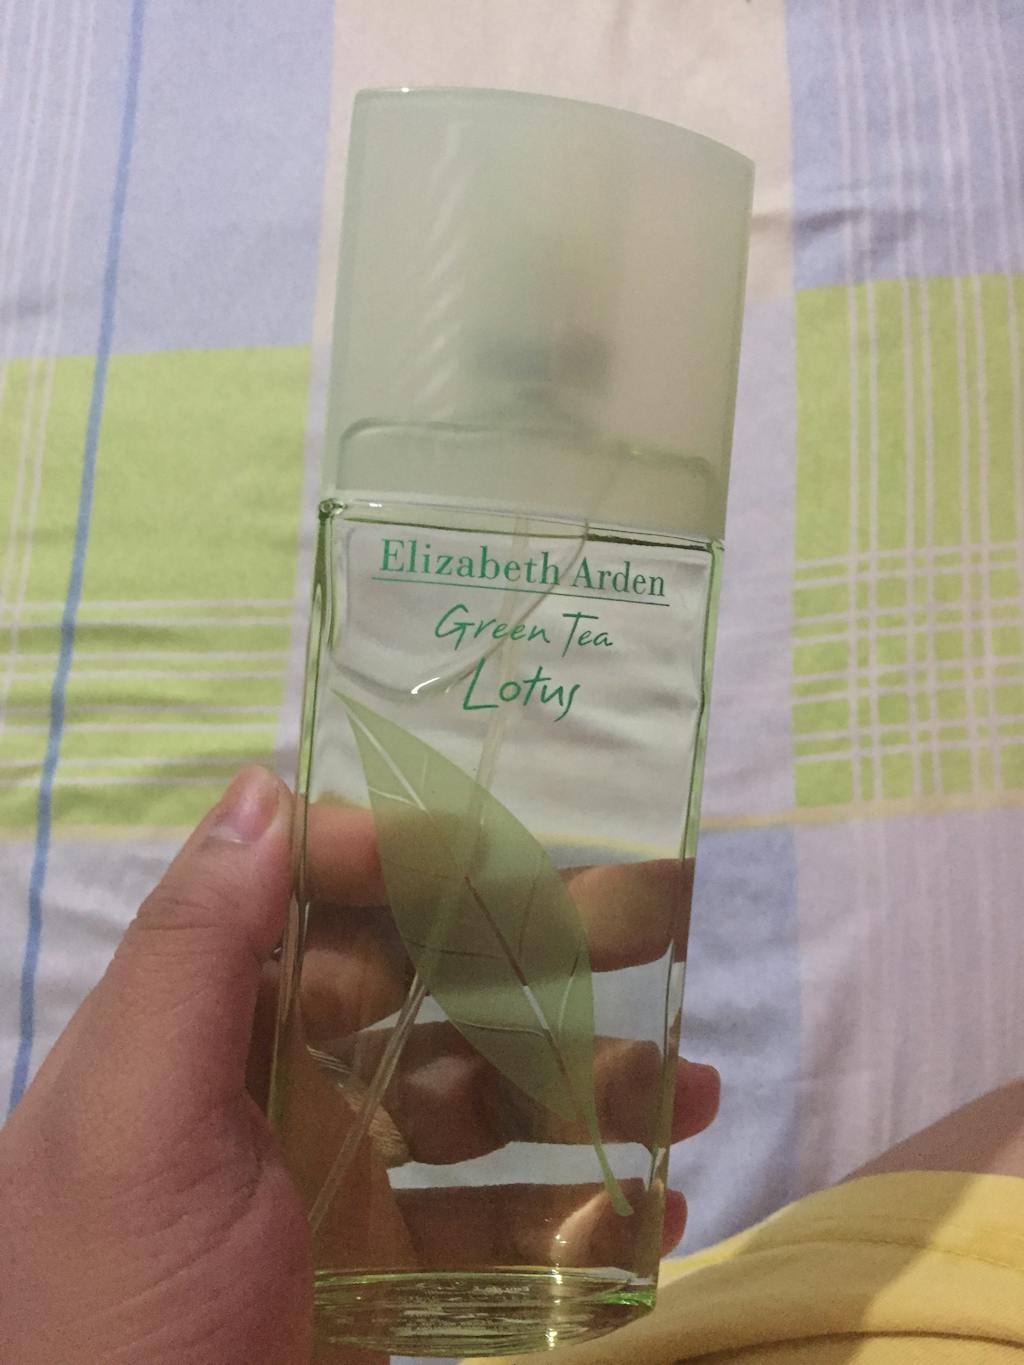 Elizabeth Arden
Green Tea
Lotus